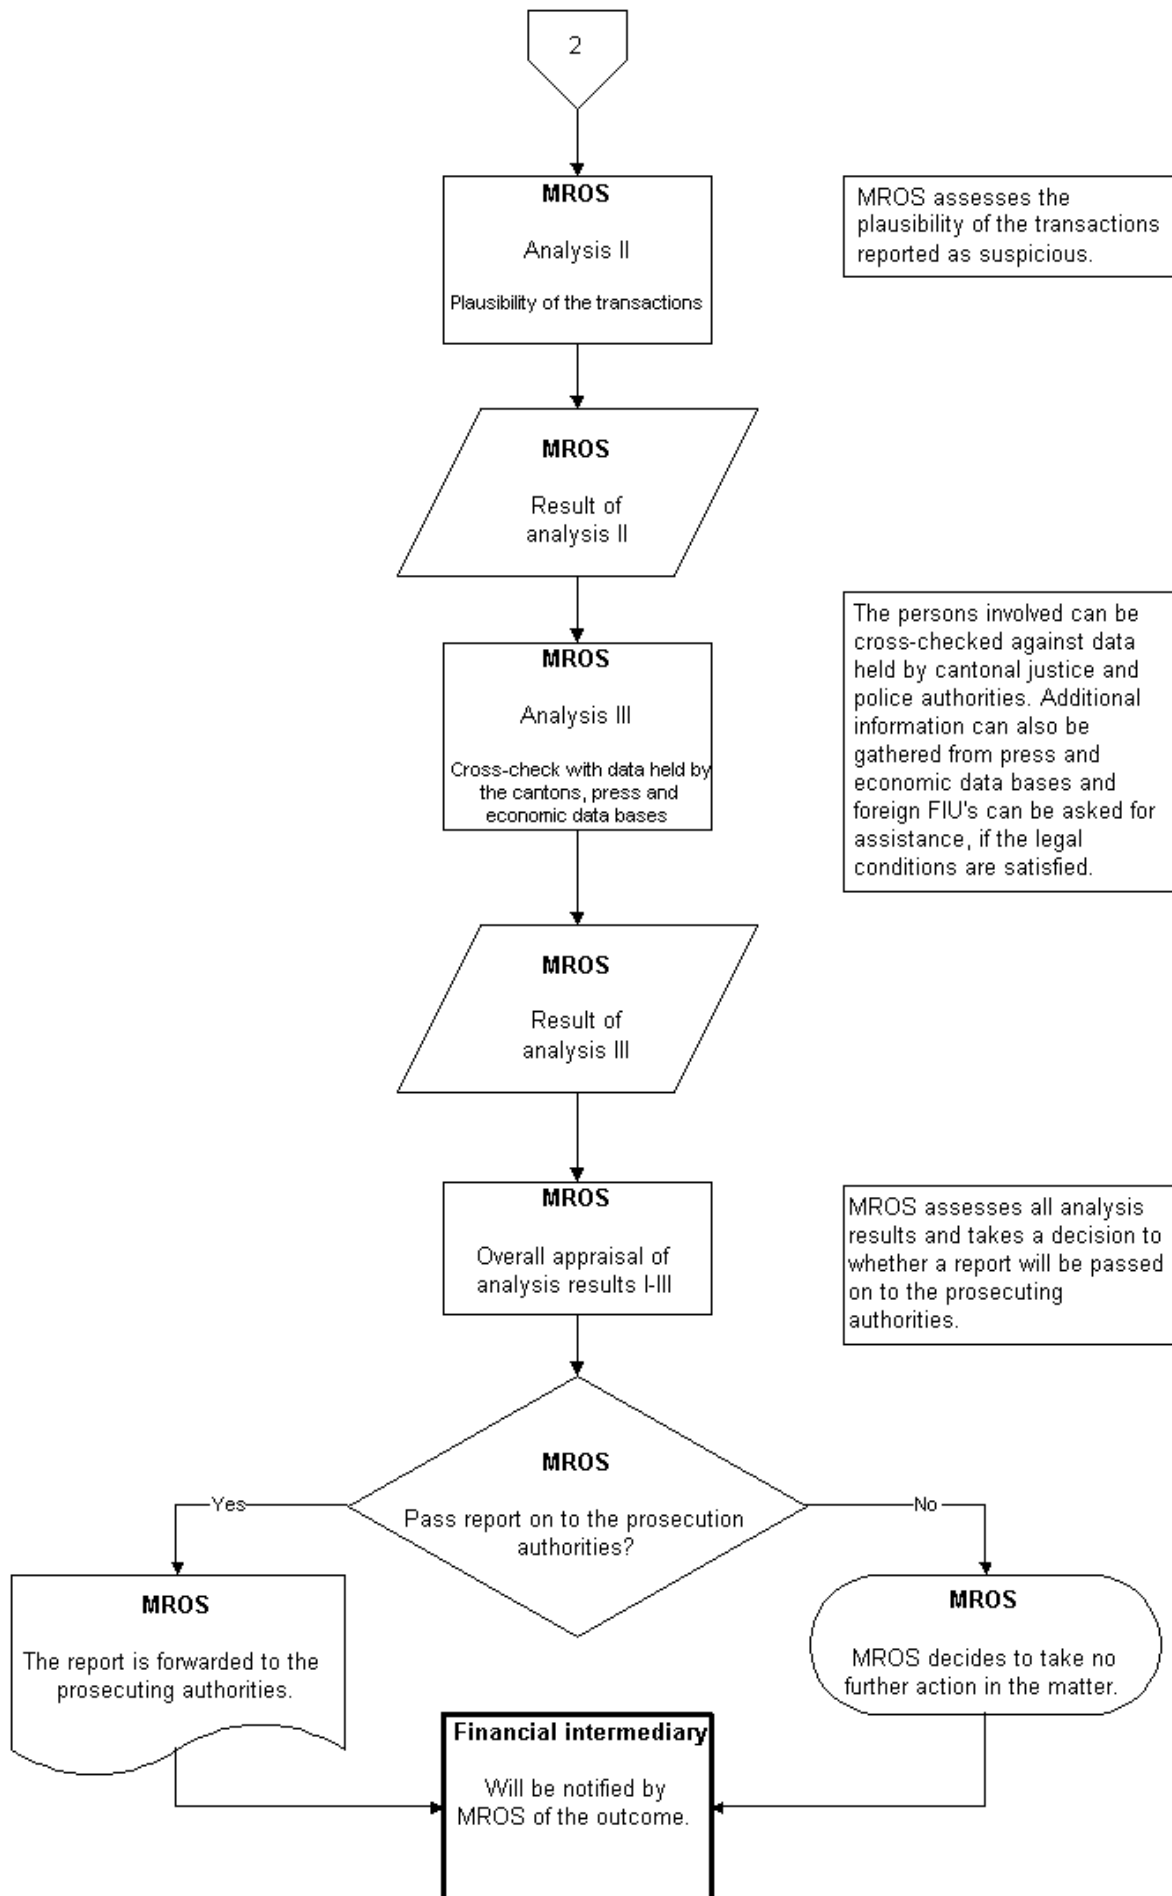 2
MROS
Analysis II
Plausibility of the transactions
MROS assesses the
plausibility of the transactions
reported as suspicious.
MROS
Result of
analysis II
MROS
Analysis III
Cross-check with data held by
the cantons, press and
economic data bases
The persons involved can be
cross-checked against data
held by cantonal justice and
police authorities. Additional
information can also be
gathered from press and
economic data bases and
foreign FIU's can be asked for
assistance, if the legal
conditions are satisfied.
MROS
Result of
analysis III
MROS
Overall appraisal of
analysis results I-III
MROS assesses all analysis
results and takes a decision to
whether a report will be passed
on to the prosecuting
authorities.
MROS
Pass report on to the prosecution
authorities?
Yes
No
MROS
The report is forwarded to the
prosecuting authorities.
MROS
MROS decides to take no
further action in the matter.
Financial intermediary
Will be notified by
MROS of the outcome.